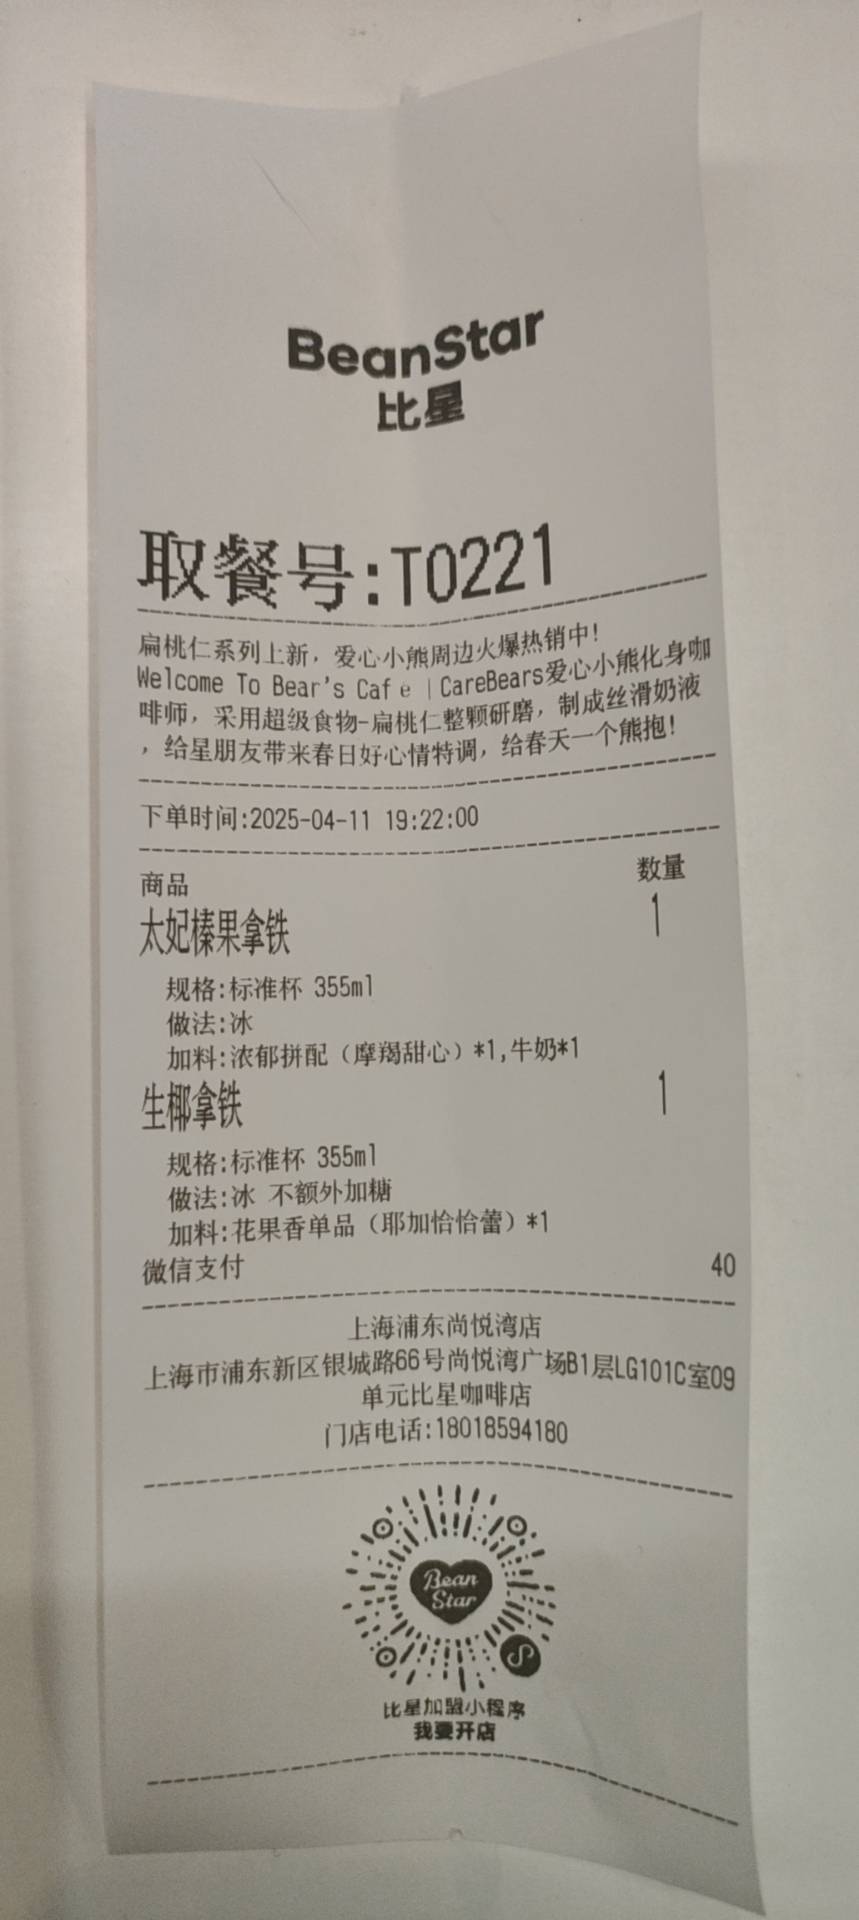 BeanStar
比星
取餐号:T0221
扁桃仁系列上新，爱心小熊周边火爆热销中！
Welcome To Bear's Café |CareBears爱心小熊化身咖
啡师，采用超级食物-扁桃仁整颗研磨，制成丝滑奶液
，给星朋友带来春日好心情特调，给春天一个熊抱！
下单时间:2025-04-11 19:22:00
商品 数量
太妃榛果拿铁 1
规格:标准杯 355ml
做法:冰
加料:浓郁拼配（摩羯甜心）*1,牛奶*1
生椰拿铁 1
规格:标准杯 355ml
做法:冰 不额外加糖
加料:花果香单品（耶加恰恰蕾）*1
微信支付 40
上海浦东尚悦湾店
上海市浦东新区银城路66号尚悦湾广场B1层LG101C室09
单元比星咖啡店
门店电话:18018594180
Bean
Star
比星加盟小程序
我要开店